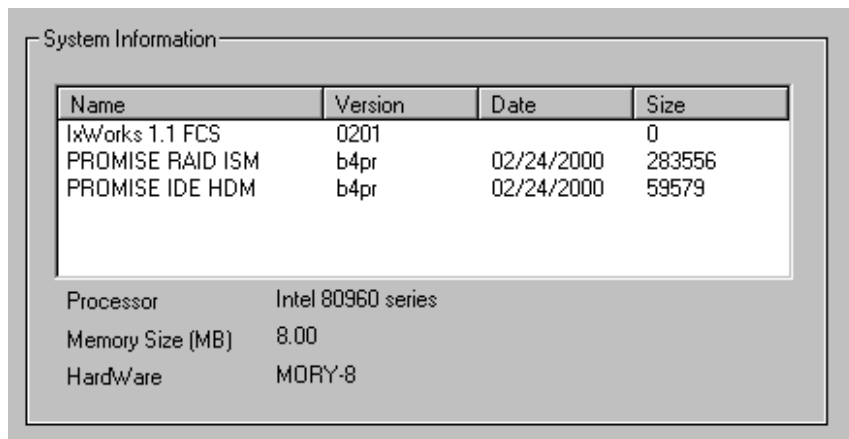 System Information
Name Version Date Size
IxWorks 1.1 FCS 0201 0
PROMISE RAID ISM b4pr 02/24/2000 283556
PROMISE IDE HDM b4pr 02/24/2000 59579
Processor Intel 80960 series
Memory Size (MB) 8.00
HardWare MORY-8